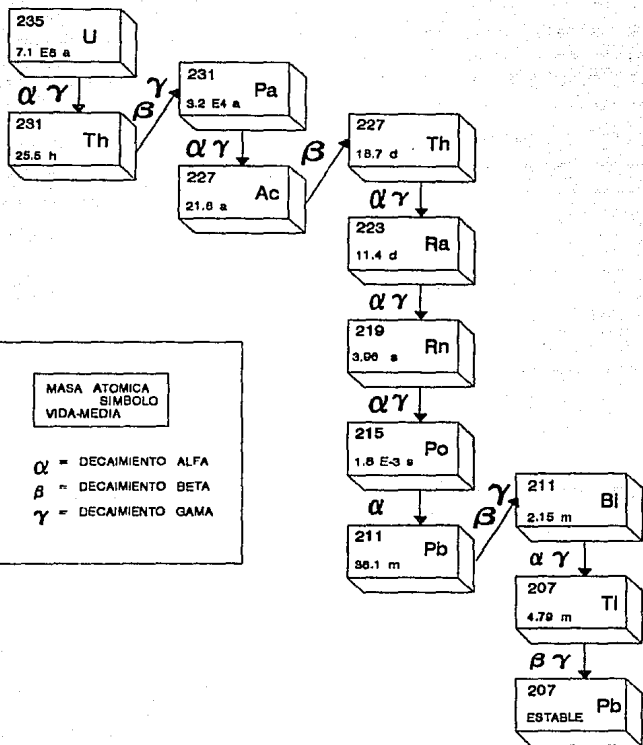 235
U
7.1 E8 a
α γ
231
Th
25.5 h
β γ
231
Pa
3.2 E4 a
α γ
227
Ac
21.6 a
β
227
Th
18.7 d
α γ
223
Ra
11.4 d
α γ
219
Rn
3.96 s
α γ
215
Po
1.8 E-3 s
α
211
Pb
36.1 m
β γ
211
Bi
2.15 m
α γ
207
Tl
4.79 m
β γ
207
Pb
ESTABLE
MASA ATOMICA
SIMBOLO
VIDA-MEDIA
α = DECAIMIENTO ALFA
β = DECAIMIENTO BETA
γ = DECAIMIENTO GAMA